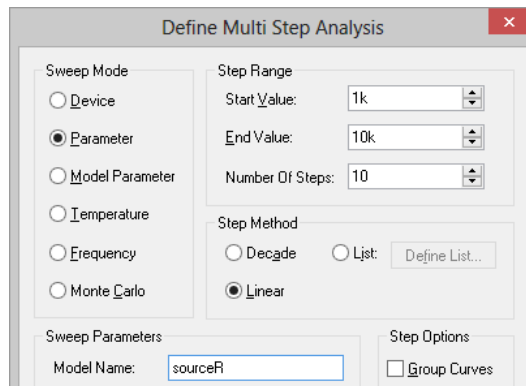 Define Multi Step Analysis
Sweep Mode
Device
Parameter
Model Parameter
Temperature
Frequency
Monte Carlo
Step Range
Start Value: 1k
End Value: 10k
Number Of Steps: 10
Step Method
Decade List: Define List...
Linear
Sweep Parameters
Model Name: sourceR
Step Options
Group Curves